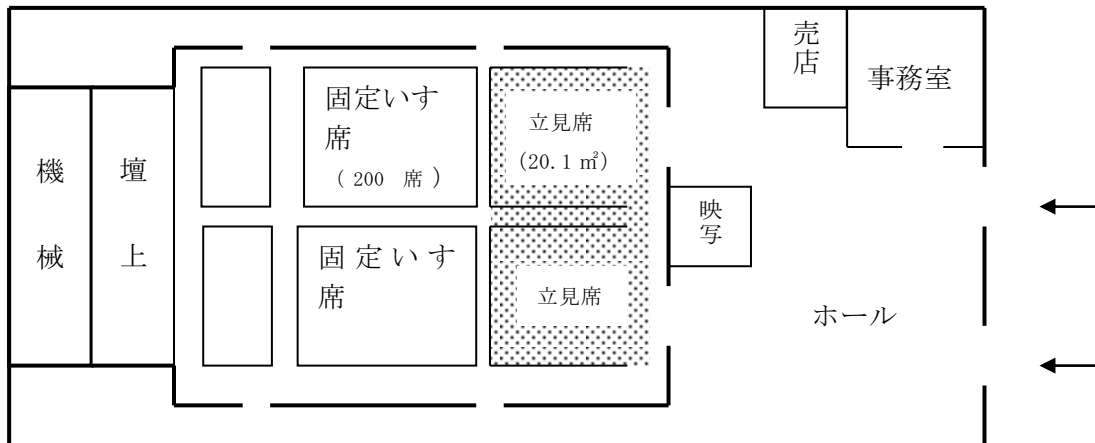 売店
事務室
固定いす
席
( 200 席 )
立見席
(20.1 ㎡)
機械
壇上
映写
固定いす
席
立見席
ホール